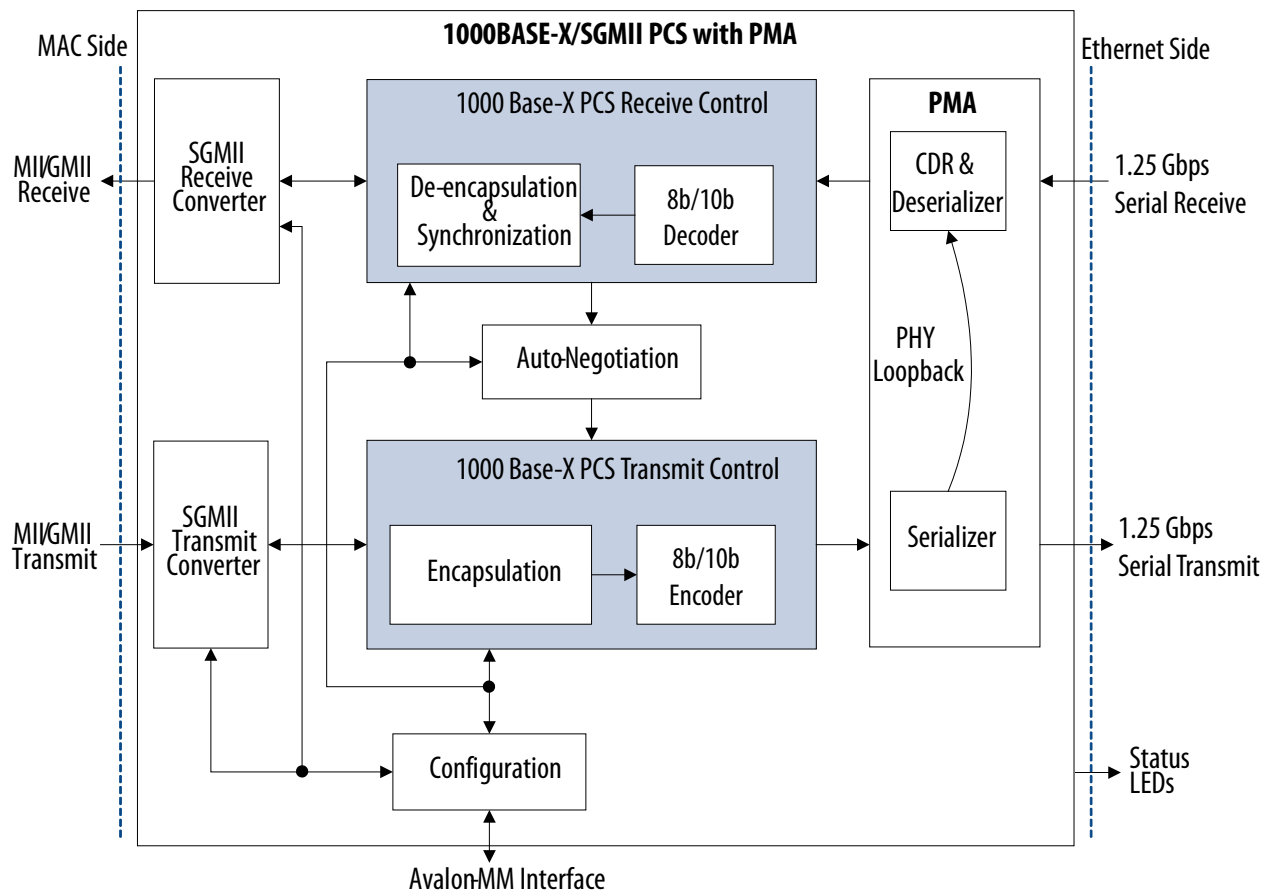 1000BASE-X/SGMII PCS with PMA
MAC Side
Ethernet Side
1000 Base-X PCS Receive Control
PMA
SGMII
Receive
Converter
MII/GMII
Receive
De-encapsulation
&
Synchronization
8b/10b
Decoder
CDR &
Deserializer
1.25 Gbps
Serial Receive
Auto-Negotiation
PHY
Loopback
1000 Base-X PCS Transmit Control
SGMII
Transmit
Converter
MII/GMII
Transmit
Encapsulation
8b/10b
Encoder
Serializer
1.25 Gbps
Serial Transmit
Configuration
Status
LEDs
Avalon-MM Interface